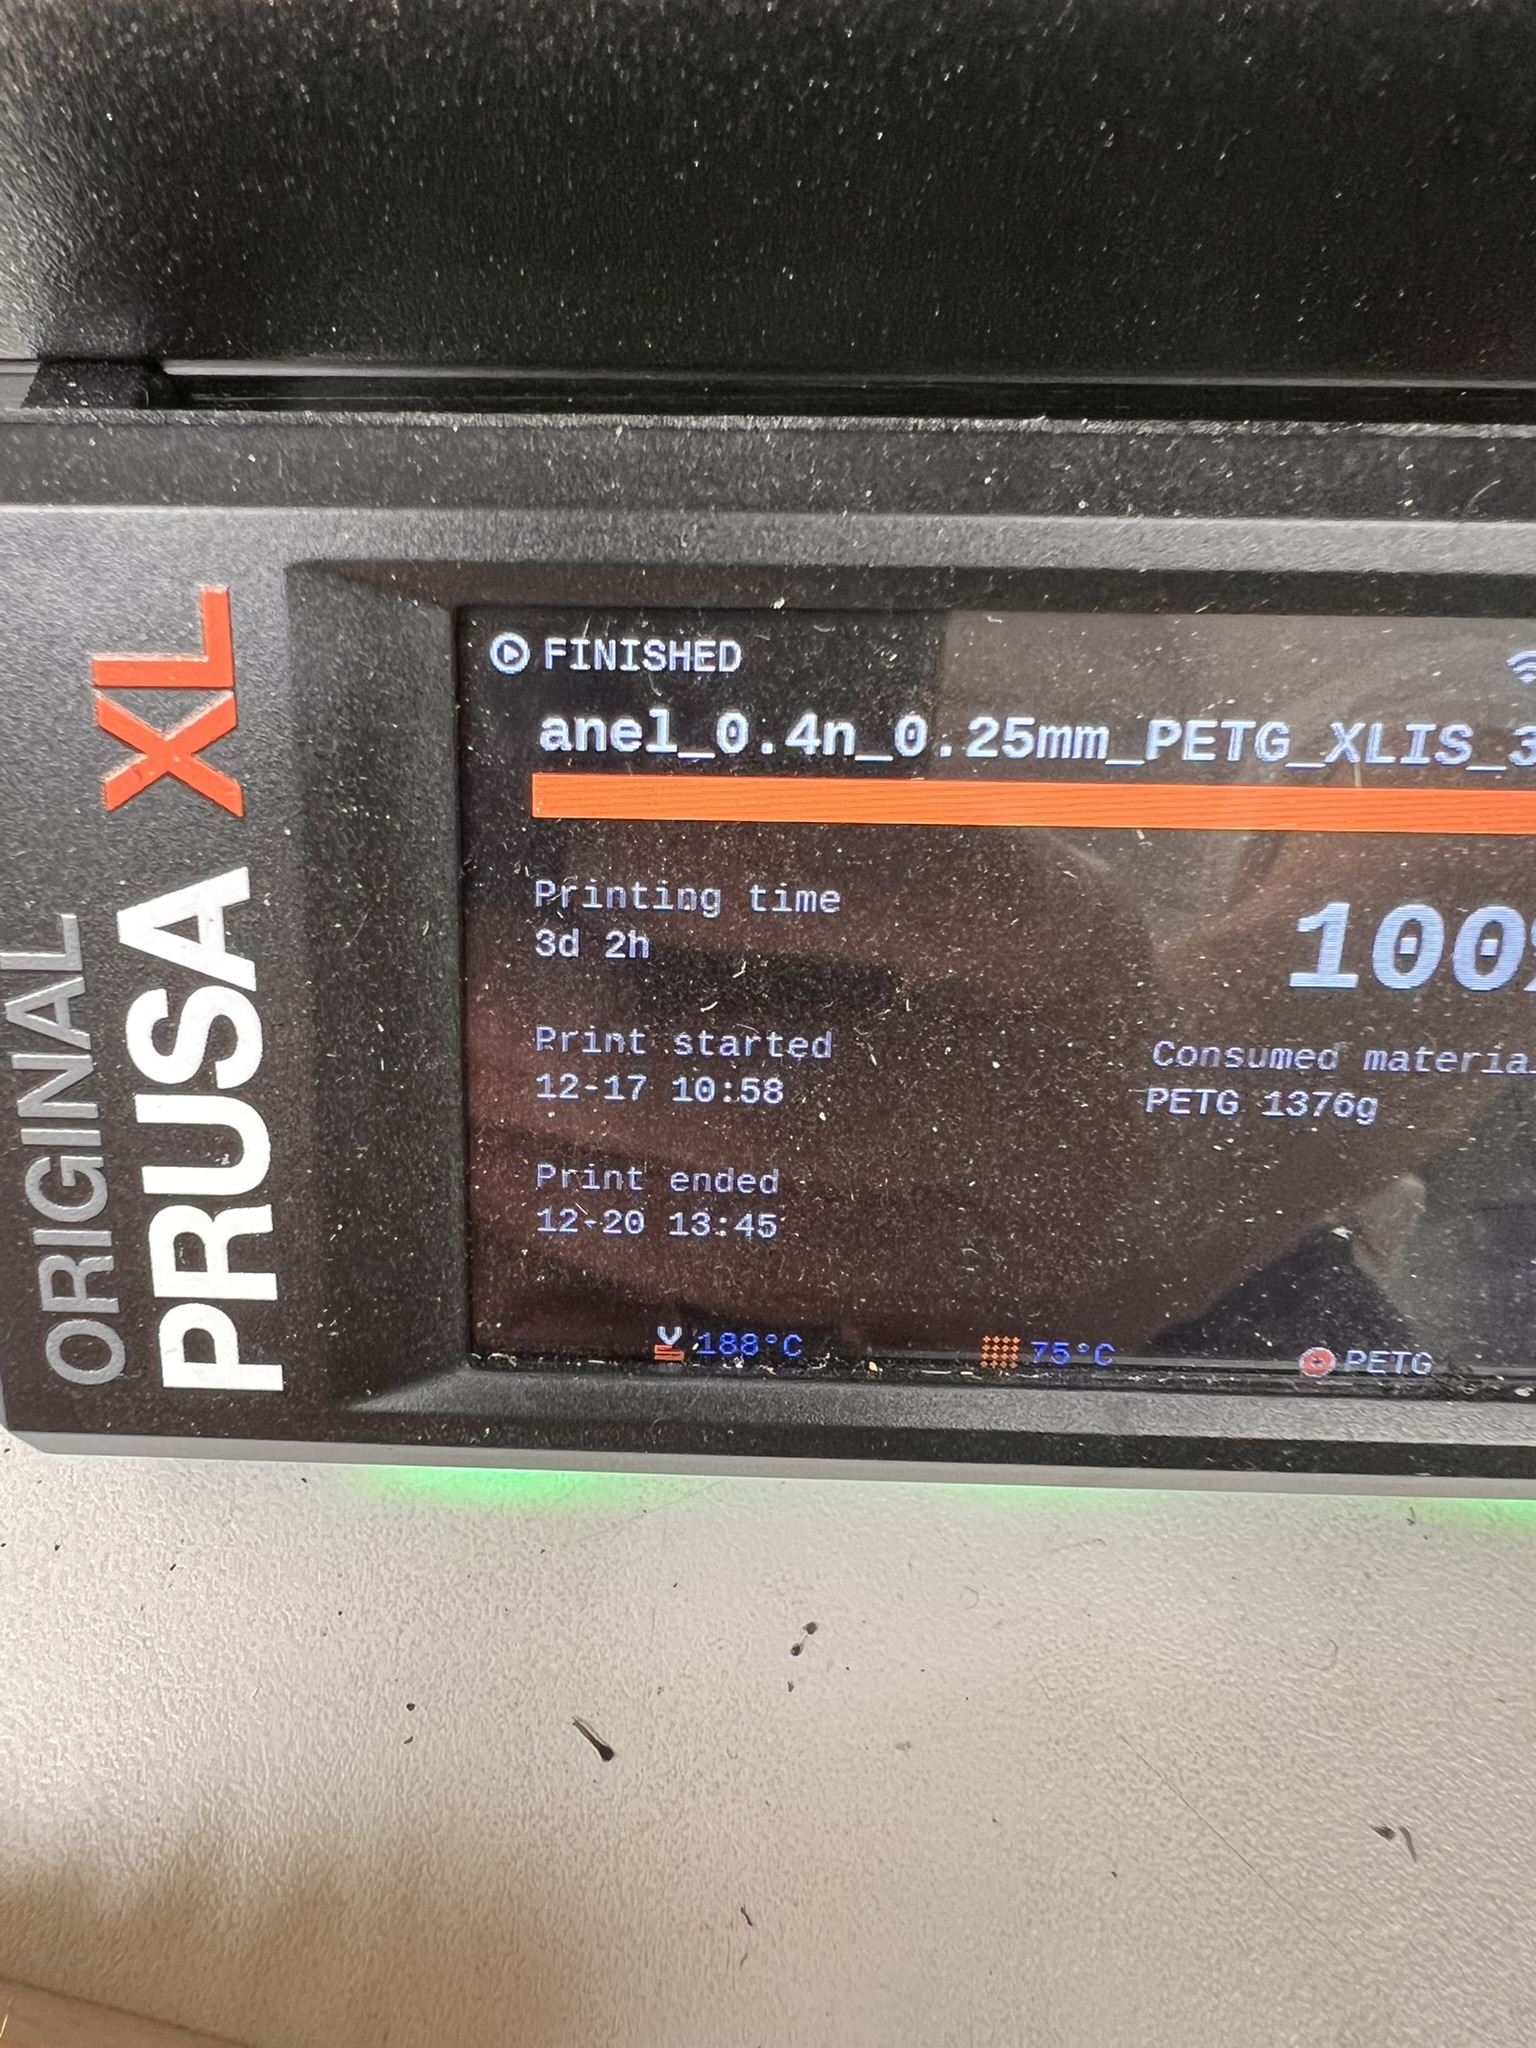 ORIGINAL
PRUSA XL
FINISHED
anel_0.4n_0.25mm_PETG_XLIS_3
Printing time
3d 2h
100%
Print started
12-17 10:58
Consumed materia
PETG 1376g
Print ended
12-20 13:45
188°C
75°C
PETG